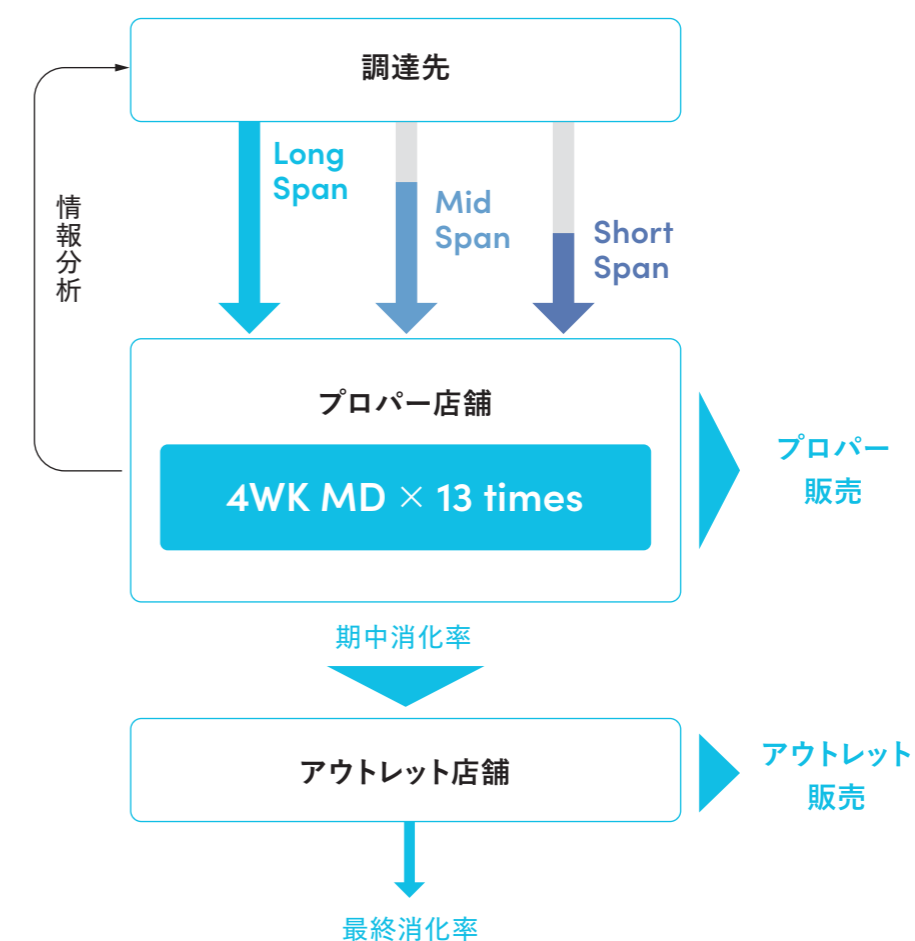 調達先
Long
Span
Mid
Span
Short
Span
情報分析
プロパー店舗
4WK MD × 13 times
プロパー
販売
期中消化率
アウトレット店舗
アウトレット
販売
最終消化率